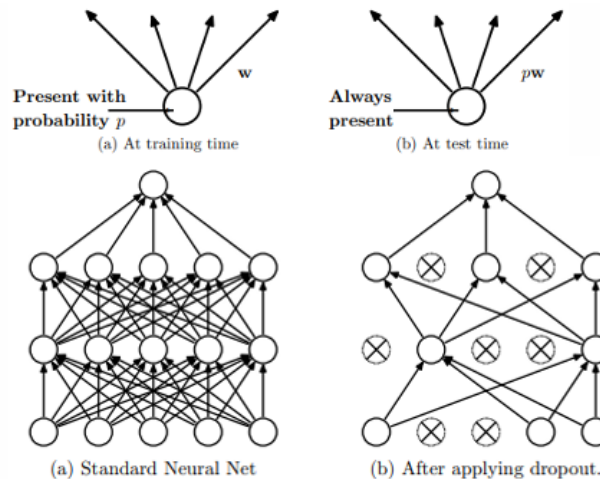 w
Present with
probability p
(a) At training time
pw
Always
present
(b) At test time
(a) Standard Neural Net
(b) After applying dropout.